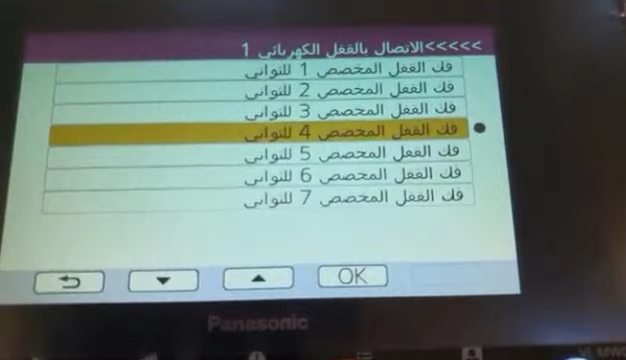 >>>>>الاتصال بالقفل الكهربائي 1
فك القفل المخصص 1 للثواني
فك القفل المخصص 2 للثواني
فك القفل المخصص 3 للثواني
فك القفل المخصص 4 للثواني
فك القفل المخصص 5 للثواني
فك القفل المخصص 6 للثواني
فك القفل المخصص 7 للثواني
OK
Panasonic